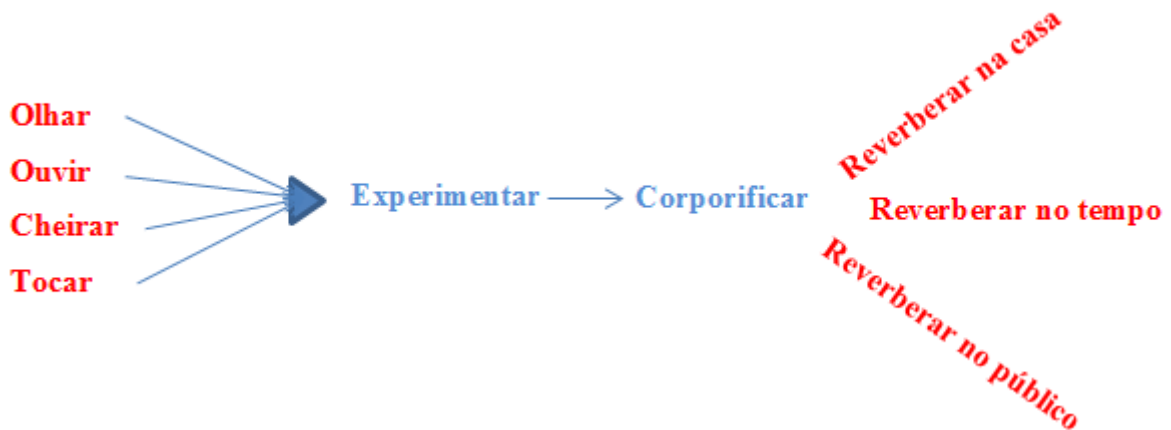 Olhar
Ouvir
Cheirar
Tocar
Experimentar
Corporificar
Reverberar na casa
Reverberar no tempo
Reverberar no público